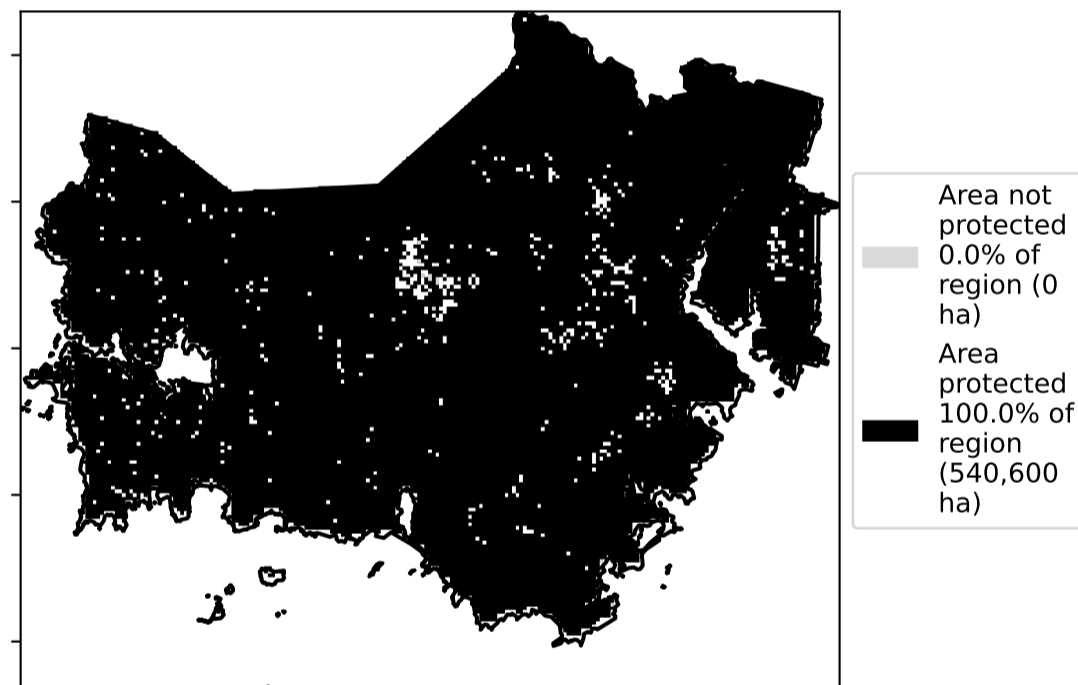 Area not
protected
0.0% of
region (0
ha)
Area
protected
100.0% of
region
(540,600
ha)